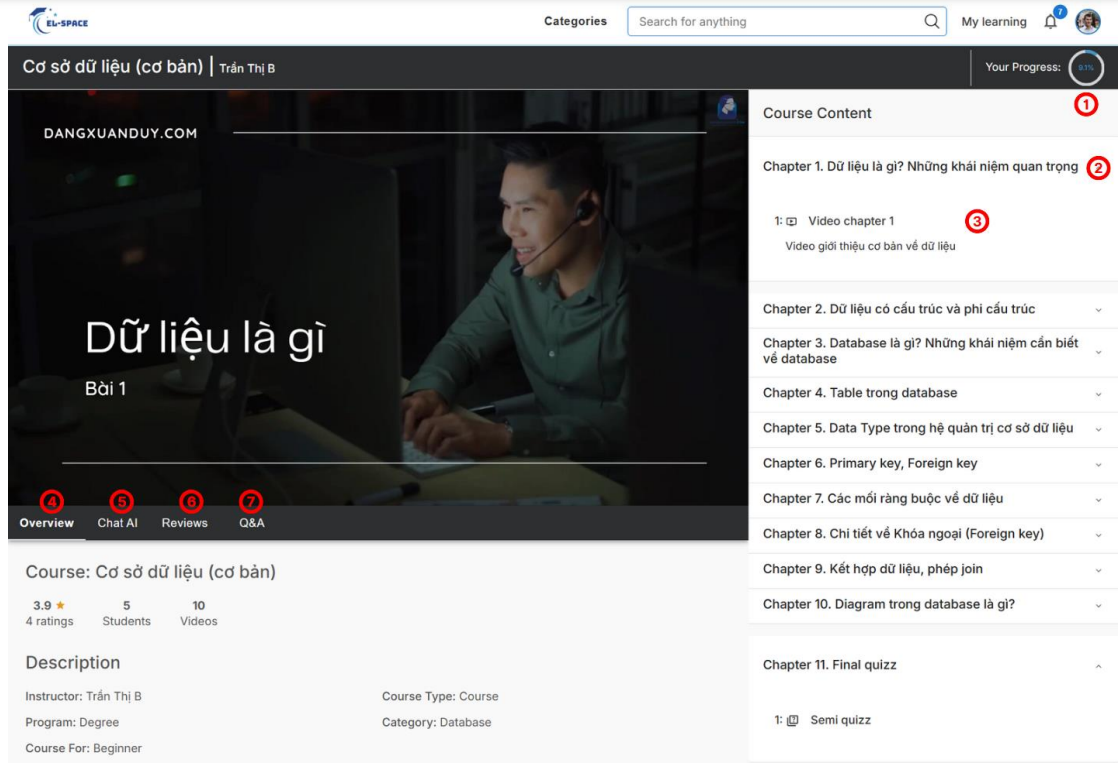 EL-SPACE
Categories
Search for anything
My learning
7
Cơ sở dữ liệu (cơ bản) | Trần Thị B
Your Progress:
9.1%
1
DANGXUANDUY.COM
Dữ liệu là gì
Bài 1
4
5
6
7
Overview
Chat AI
Reviews
Q&A
Course: Cơ sở dữ liệu (cơ bản)
3.9 ★ 5 10
4 ratings Students Videos
Description
Instructor: Trần Thị B
Course Type: Course
Program: Degree
Category: Database
Course For: Beginner
Course Content
Chapter 1. Dữ liệu là gì? Những khái niệm quan trọng
2
1: Video chapter 1
3
Video giới thiệu cơ bản về dữ liệu
Chapter 2. Dữ liệu có cấu trúc và phi cấu trúc
Chapter 3. Database là gì? Những khái niệm cần biết
về database
Chapter 4. Table trong database
Chapter 5. Data Type trong hệ quản trị cơ sở dữ liệu
Chapter 6. Primary key, Foreign key
Chapter 7. Các mối ràng buộc về dữ liệu
Chapter 8. Chi tiết về Khóa ngoại (Foreign key)
Chapter 9. Kết hợp dữ liệu, phép join
Chapter 10. Diagram trong database là gì?
Chapter 11. Final quizz
1: Semi quizz